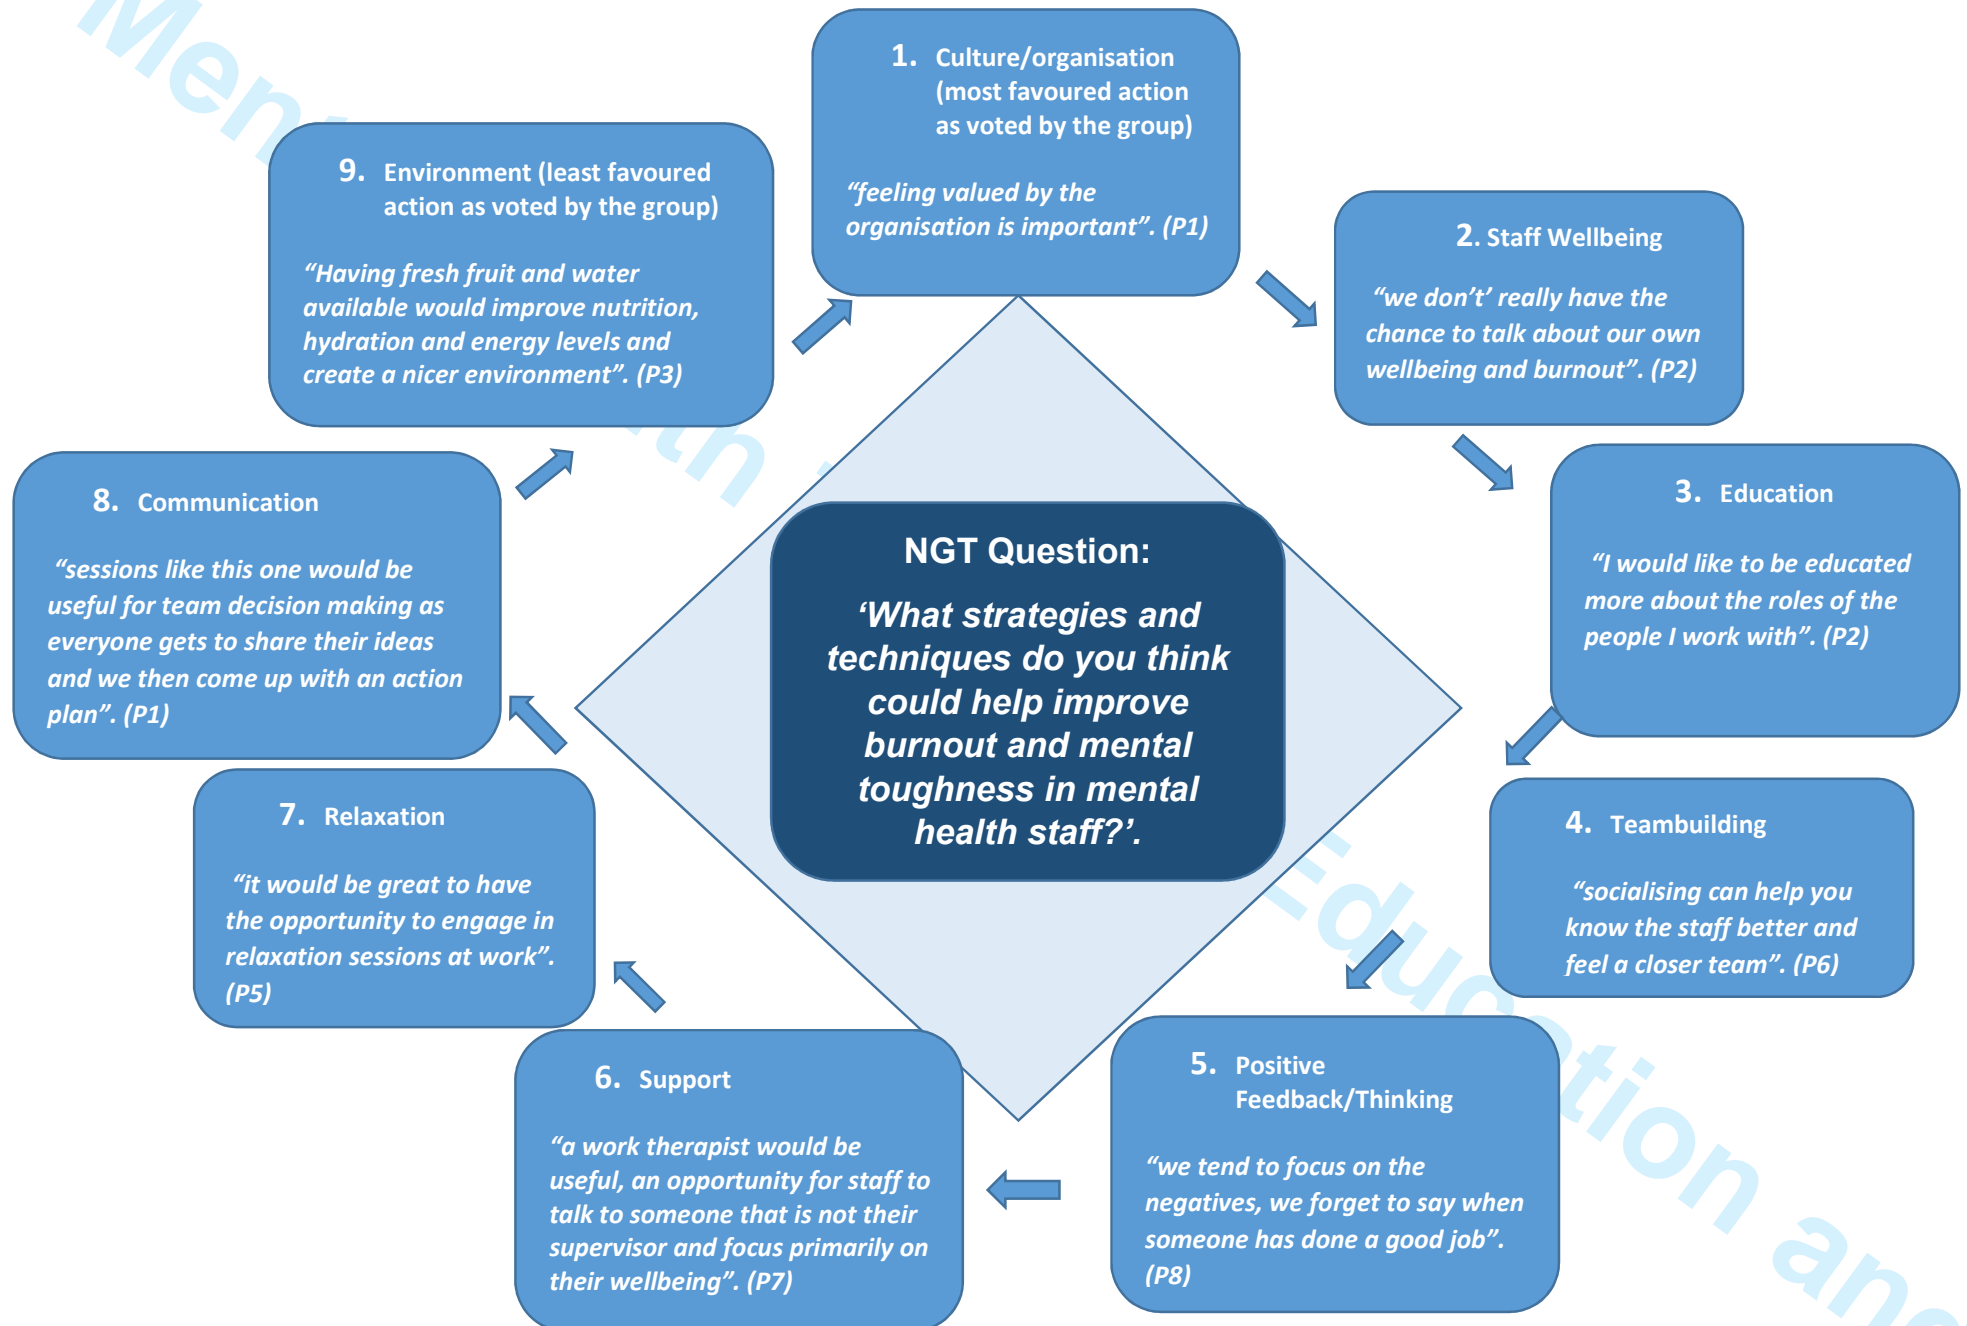 1. Culture/organisation
(most favoured action
as voted by the group)
“feeling valued by the
organisation is important”. (P1)
2. Staff Wellbeing
“we don’t’ really have the
chance to talk about our own
wellbeing and burnout”. (P2)
3. Education
“I would like to be educated
more about the roles of the
people I work with”. (P2)
4. Teambuilding
“socialising can help you
know the staff better and
feel a closer team”. (P6)
5. Positive
Feedback/Thinking
“we tend to focus on the
negatives, we forget to say when
someone has done a good job”.
(P8)
6. Support
“a work therapist would be
useful, an opportunity for staff to
talk to someone that is not their
supervisor and focus primarily on
their wellbeing”. (P7)
7. Relaxation
“it would be great to have
the opportunity to engage in
relaxation sessions at work”.
(P5)
8. Communication
“sessions like this one would be
useful for team decision making as
everyone gets to share their ideas
and we then come up with an action
plan”. (P1)
9. Environment (least favoured
action as voted by the group)
“Having fresh fruit and water
available would improve nutrition,
hydration and energy levels and
create a nicer environment”. (P3)
NGT Question:
‘What strategies and
techniques do you think
could help improve
burnout and mental
toughness in mental
health staff?’.
Education